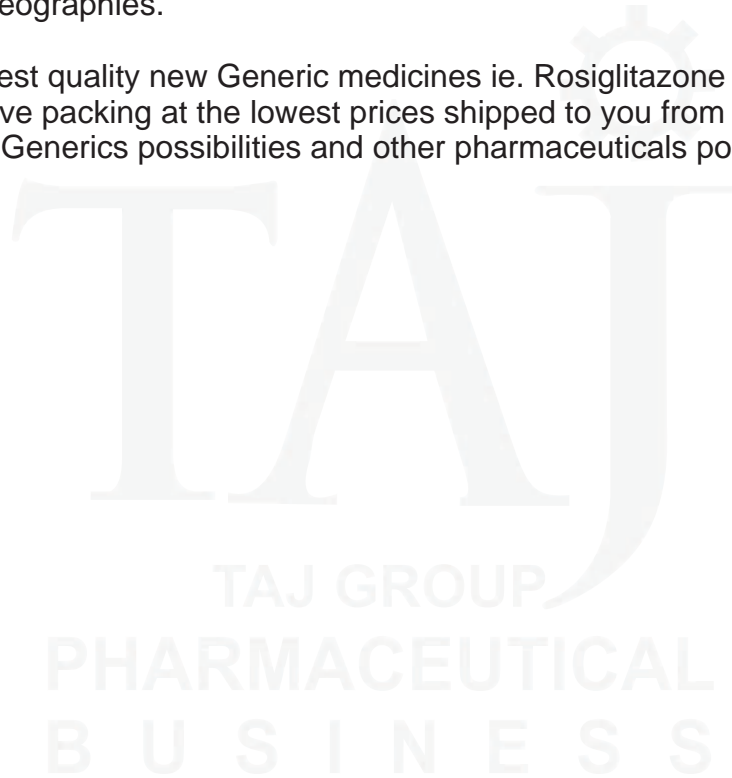 eographies.
est quality new Generic medicines ie. Rosiglitazone
ve packing at the lowest prices shipped to you from
Generics possibilities and other pharmaceuticals po
TAJ
TAJ GROUP
PHARMACEUTICAL
BUSINESS